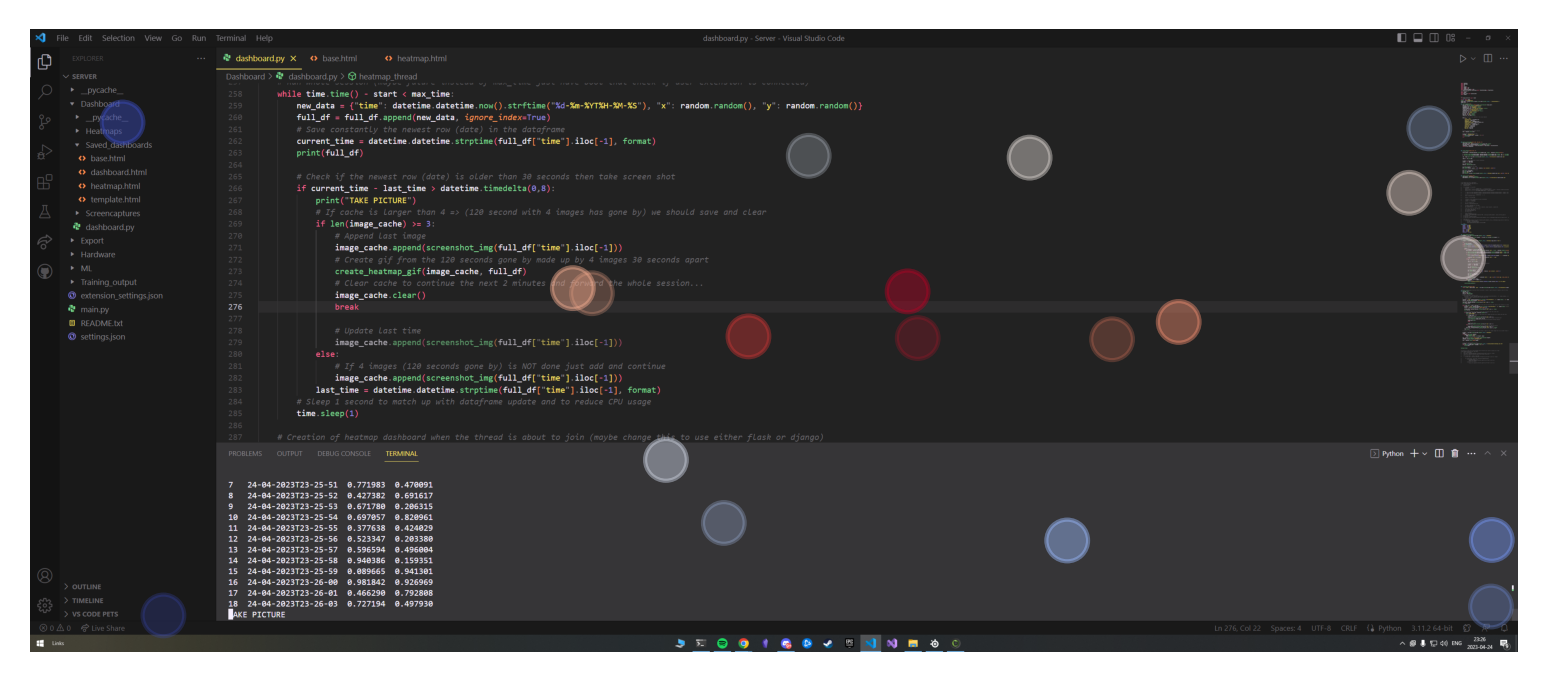 File Edit Selection View Go Run Terminal Help
dashboard.py - Server - Visual Studio Code
EXPLORER
SERVER
__pycache__
Dashboard
__pycache__
Heatmaps
Saved_dashboards
base.html
dashboard.html
heatmap.html
template.html
Screencaptures
dashboard.py
Export
Hardware
ML
Training_output
extension_settings.json
main.py
README.txt
settings.json
OUTLINE
TIMELINE
VS CODE PETS
dashboard.py base.html heatmap.html
Dashboard > dashboard.py > heatmap_thread
258 while time.time() - start < max_time:
259 new_data = {"time": datetime.datetime.now().strftime("%d-%m-%YT%H-%M-%S"), "x": random.random(), "y": random.random()}
260 full_df = full_df.append(new_data, ignore_index=True)
261 # Save constantly the newest row (date) in the dataframe
262 current_time = datetime.datetime.strptime(full_df["time"].iloc[-1], format)
263 print(full_df)
264
265 # Check if the newest row (date) is older than 30 seconds then take screen shot
266 if current_time - last_time > datetime.timedelta(0,8):
267 print("TAKE PICTURE")
268 # If cache is larger than 4 => (120 second with 4 images has gone by) we should save and clear
269 if len(image_cache) >= 3:
270 # Append Last image
271 image_cache.append(screenshot_img(full_df["time"].iloc[-1]))
272 # Create gif from the 120 seconds gone by made up by 4 images 30 seconds apart
273 create_heatmap_gif(image_cache, full_df)
274 # Clear cache to continue the next 2 minutes and forward the whole session...
275 image_cache.clear()
276 break
277
278 # Update Last time
279 image_cache.append(screenshot_img(full_df["time"].iloc[-1]))
280 else:
281 # If 4 images (120 seconds gone by) is NOT done just add and continue
282 image_cache.append(screenshot_img(full_df["time"].iloc[-1]))
283 last_time = datetime.datetime.strptime(full_df["time"].iloc[-1], format)
284 # Sleep 1 second to match up with dataframe update and to reduce CPU usage
285 time.sleep(1)
286
287 # Creation of heatmap dashboard when the thread is about to join (maybe change this to use either flask or django)
PROBLEMS OUTPUT DEBUG CONSOLE TERMINAL
Python
7 24-04-2023T23-25-51 0.771983 0.470091
8 24-04-2023T23-25-52 0.427382 0.691617
9 24-04-2023T23-25-53 0.671780 0.206315
10 24-04-2023T23-25-54 0.697057 0.820961
11 24-04-2023T23-25-55 0.377638 0.424029
12 24-04-2023T23-25-56 0.523347 0.203380
13 24-04-2023T23-25-57 0.596594 0.496004
14 24-04-2023T23-25-58 0.940386 0.159351
15 24-04-2023T23-25-59 0.089665 0.941301
16 24-04-2023T23-26-00 0.981842 0.926969
17 24-04-2023T23-26-01 0.466290 0.792808
18 24-04-2023T23-26-03 0.727194 0.497930
AKE PICTURE
0 0 Live Share
Ln 276, Col 22 Spaces: 4 UTF-8 CRLF Python 3.11.2 64-bit
Links
ENG
23:26
2023-04-24